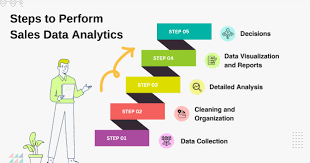 Steps to Perform
Sales Data Analytics
STEP 05
Decisions
STEP 04
Data Visualization
and Reports
STEP 03
Detailed Analysis
STEP 02
Cleaning and
Organization
STEP 01
Data Collection